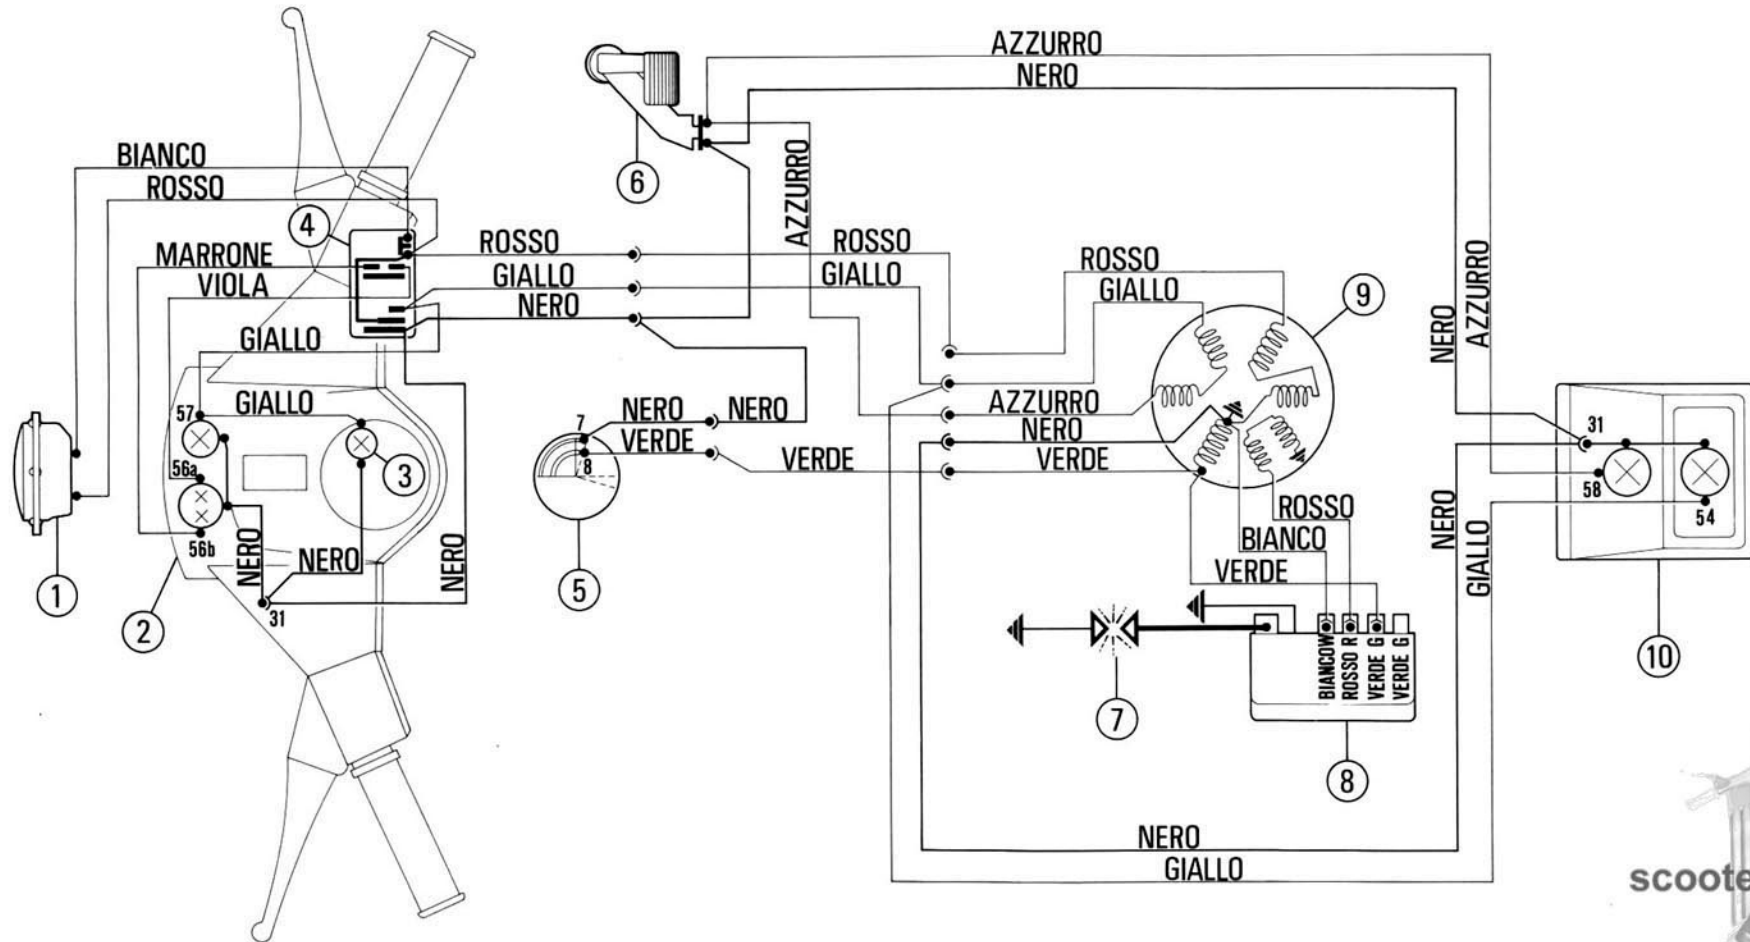 AZZURRO
NERO
BIANCO
ROSSO
6
AZZURRO
4
MARRONE
VIOLA
ROSSO
GIALLO
NERO
ROSSO
GIALLO
ROSSO
GIALLO
9
NERO
AZZURRO
GIALLO
57
GIALLO
56a
3
56b
NERO
NERO
NERO
31
1
2
7
8
NERO
VERDE
NERO
5
VERDE
AZZURRO
NERO
VERDE
ROSSO
BIANCO
VERDE
31
58
54
NERO
GIALLO
10
7
BIANCO W
ROSSO R
VERDE G
VERDE G
8
NERO
GIALLO
scoote